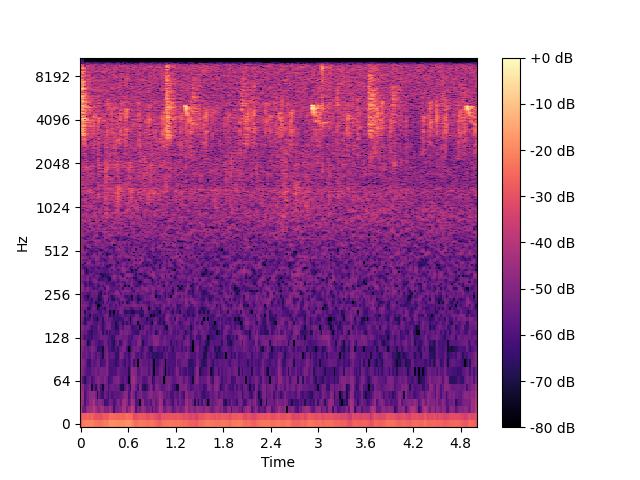 8192
4096
2048
1024
512
256
128
64
0
Hz
0 0.6 1.2 1.8 2.4 3 3.6 4.2 4.8
Time
+0 dB
-10 dB
-20 dB
-30 dB
-40 dB
-50 dB
-60 dB
-70 dB
-80 dB